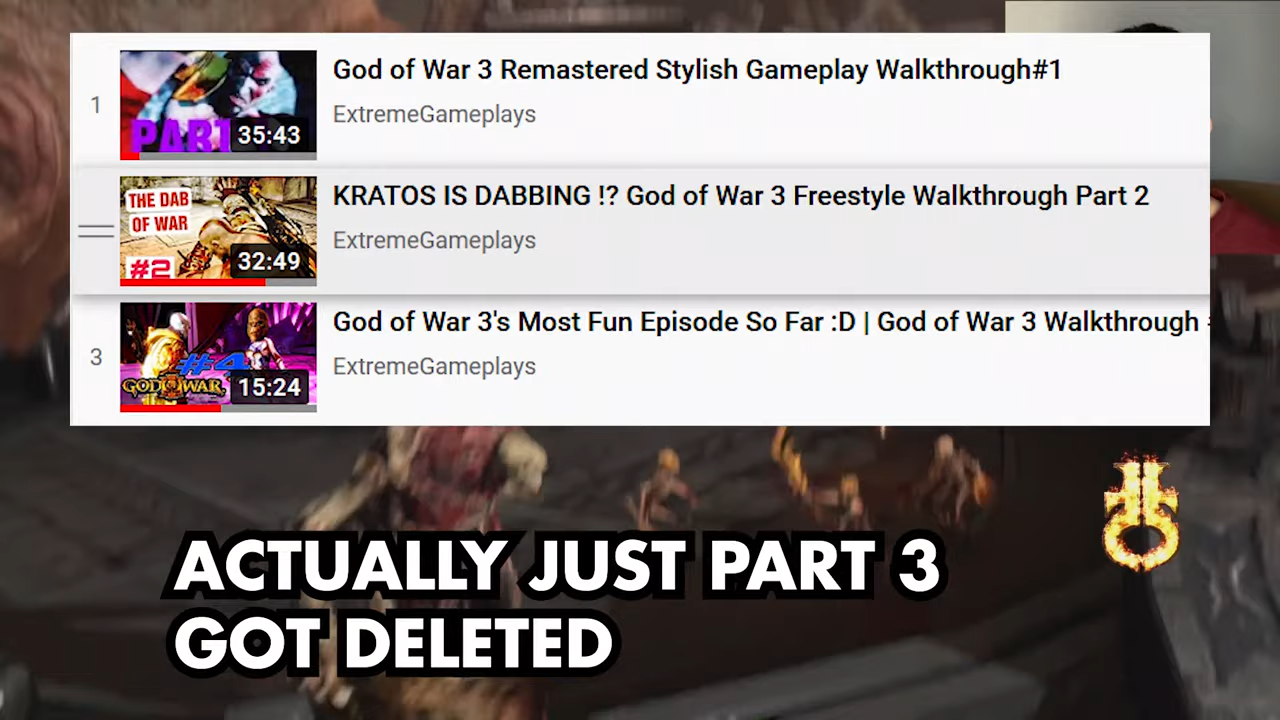 1
PART
35:43
God of War 3 Remastered Stylish Gameplay Walkthrough#1
ExtremeGameplays
THE DAB
OF WAR
#2
32:49
KRATOS IS DABBING !? God of War 3 Freestyle Walkthrough Part 2
ExtremeGameplays
3
#4
GOD OF WAR
15:24
God of War 3's Most Fun Episode So Far :D | God of War 3 Walkthrough
ExtremeGameplays
ACTUALLY JUST PART 3
GOT DELETED